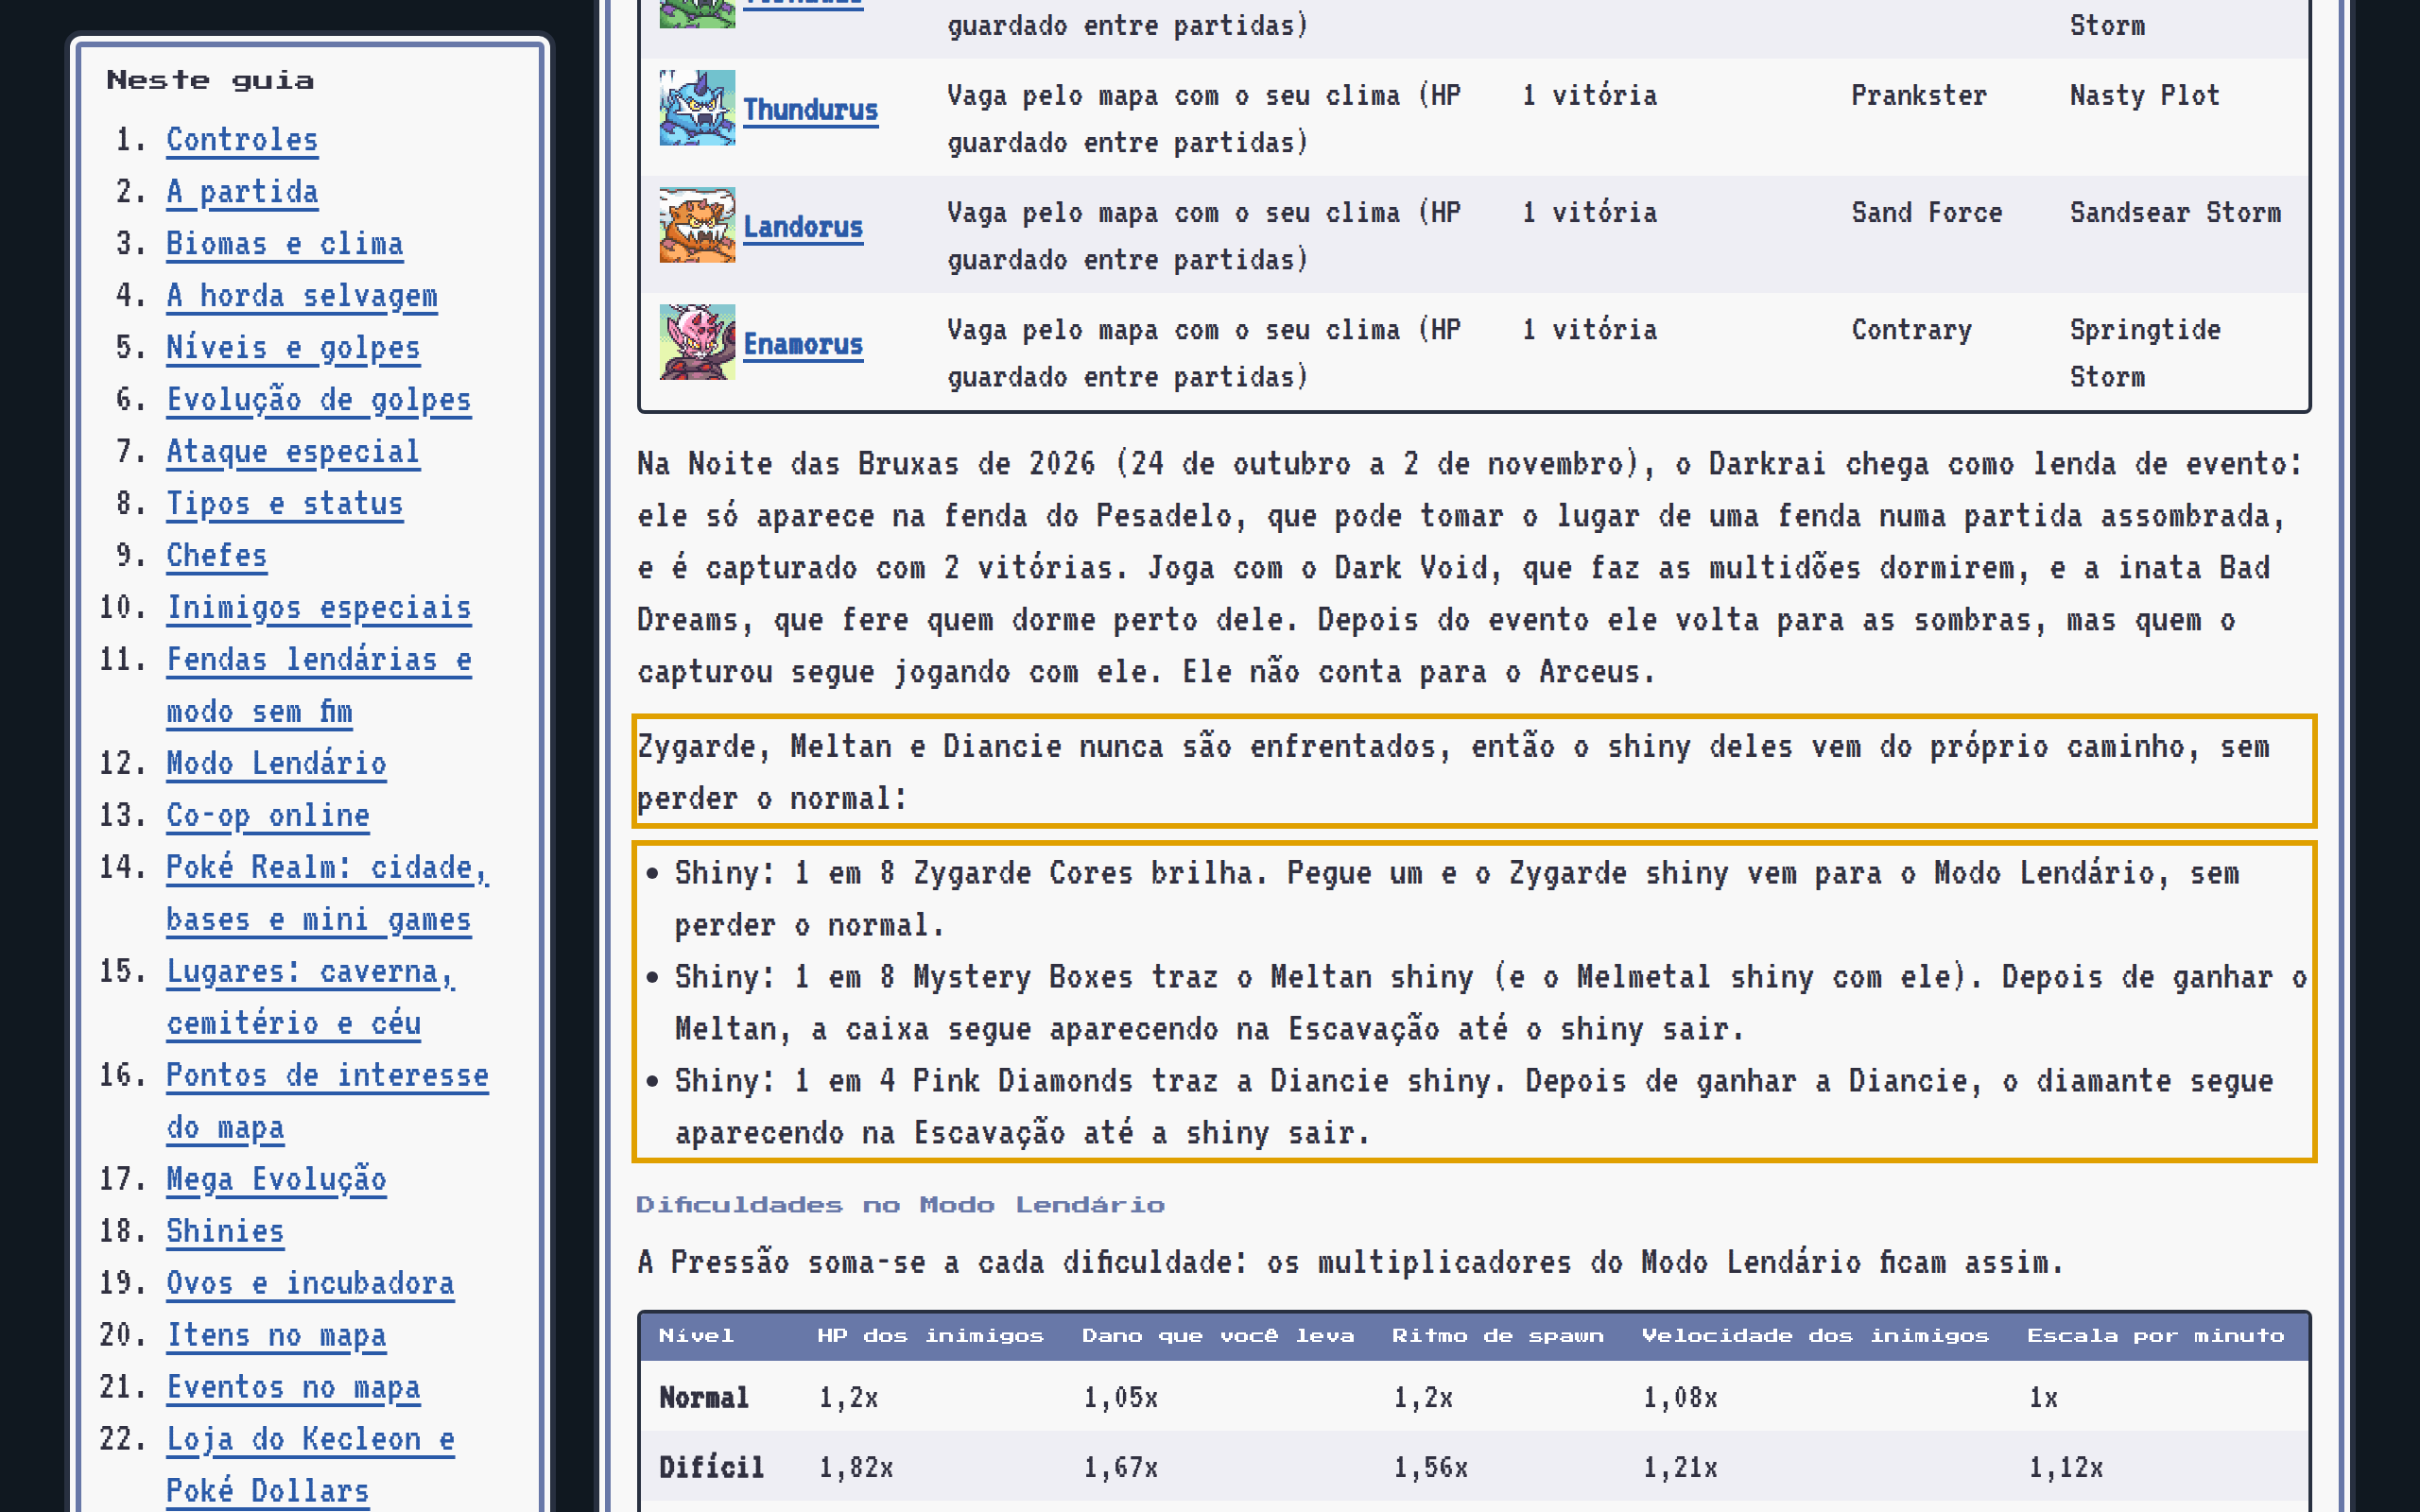 Neste guia
1. Controles
2. A partida
3. Biomas e clima
4. A horda selvagem
5. Níveis e golpes
6. Evolução de golpes
7. Ataque especial
8. Tipos e status
9. Chefes
10. Inimigos especiais
11. Fendas lendárias e
modo sem fim
12. Modo Lendário
13. Co-op online
14. Poké Realm: cidade,
bases e mini games
15. Lugares: caverna,
cemitério e céu
16. Pontos de interesse
do mapa
17. Mega Evolução
18. Shinies
19. Ovos e incubadora
20. Itens no mapa
21. Eventos no mapa
22. Loja do Kecleon e
Poké Dollars
guardado entre partidas) Storm
Thundurus Vaga pelo mapa com o seu clima (HP 1 vitória Prankster Nasty Plot
guardado entre partidas)
Landorus Vaga pelo mapa com o seu clima (HP 1 vitória Sand Force Sandsear Storm
guardado entre partidas)
Enamorus Vaga pelo mapa com o seu clima (HP 1 vitória Contrary Springtide
guardado entre partidas) Storm
Na Noite das Bruxas de 2026 (24 de outubro a 2 de novembro), o Darkrai chega como lenda de evento:
ele só aparece na fenda do Pesadelo, que pode tomar o lugar de uma fenda numa partida assombrada,
e é capturado com 2 vitórias. Joga com o Dark Void, que faz as multidões dormirem, e a inata Bad
Dreams, que fere quem dorme perto dele. Depois do evento ele volta para as sombras, mas quem o
capturou segue jogando com ele. Ele não conta para o Arceus.
Zygarde, Meltan e Diancie nunca são enfrentados, então o shiny deles vem do próprio caminho, sem
perder o normal:
• Shiny: 1 em 8 Zygarde Cores brilha. Pegue um e o Zygarde shiny vem para o Modo Lendário, sem
perder o normal.
• Shiny: 1 em 8 Mystery Boxes traz o Meltan shiny (e o Melmetal shiny com ele). Depois de ganhar o
Meltan, a caixa segue aparecendo na Escavação até o shiny sair.
• Shiny: 1 em 4 Pink Diamonds traz a Diancie shiny. Depois de ganhar a Diancie, o diamante segue
aparecendo na Escavação até a shiny sair.
Dificuldades no Modo Lendário
A Pressão soma-se a cada dificuldade: os multiplicadores do Modo Lendário ficam assim.
Nível HP dos inimigos Dano que você leva Ritmo de spawn Velocidade dos inimigos Escala por minuto
Normal 1,2x 1,05x 1,2x 1,08x 1x
Difícil 1,82x 1,67x 1,56x 1,21x 1,12x